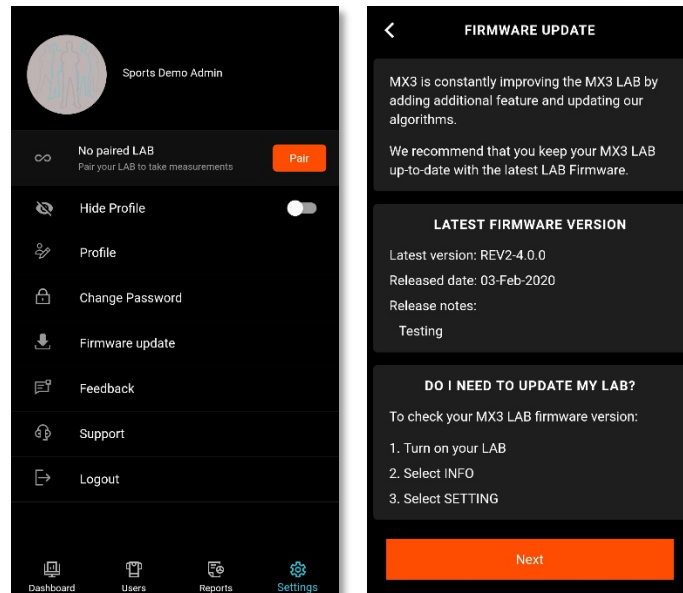 Sports Demo Admin
No paired LAB
Pair your LAB to take measurements
Pair
Hide Profile
Profile
Change Password
Firmware update
Feedback
Support
Logout
Dashboard
Users
Reports
Settings
FIRMWARE UPDATE
MX3 is constantly improving the MX3 LAB by
adding additional feature and updating our
algorithms.
We recommend that you keep your MX3 LAB
up-to-date with the latest LAB Firmware.
LATEST FIRMWARE VERSION
Latest version: REV2-4.0.0
Released date: 03-Feb-2020
Release notes:
Testing
DO I NEED TO UPDATE MY LAB?
To check your MX3 LAB firmware version:
1. Turn on your LAB
2. Select INFO
3. Select SETTING
Next